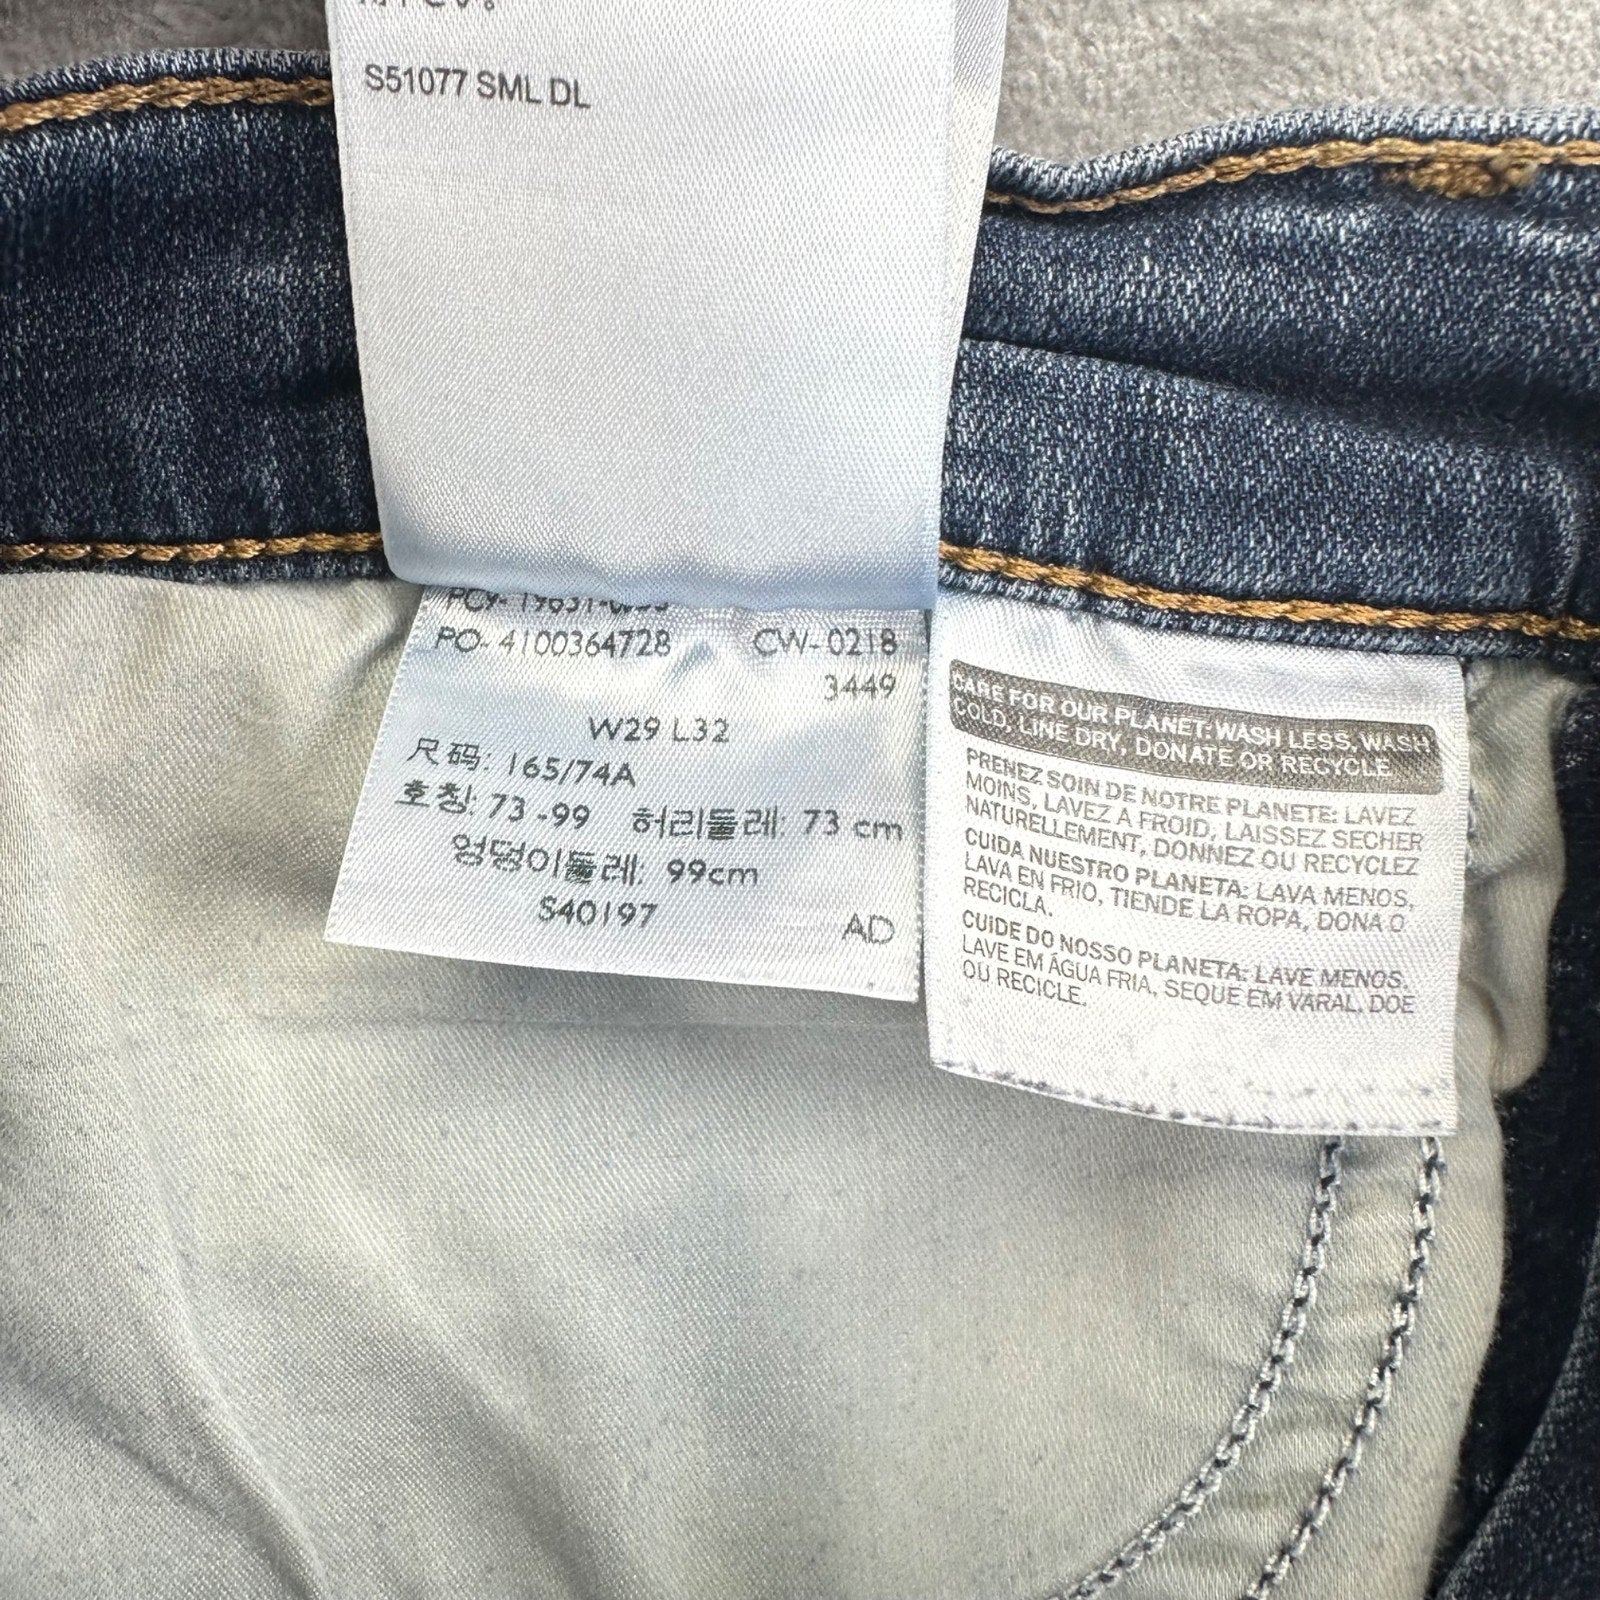 S51077 SML DL
PO- 4100364728 CW-0218
3449
W29 L32
尺码: 165/74A
호칭: 73 -99 허리둘레: 73 cm
엉덩이둘레: 99cm
S40197
AD
CARE FOR OUR PLANET: WASH LESS, WASH
COLD, LINE DRY, DONATE OR RECYCLE
PRENEZ SOIN DE NOTRE PLANETE: LAVEZ
MOINS, LAVEZ A FROID, LAISSEZ SECHER
NATURELLEMENT, DONNEZ OU RECYCLEZ
CUIDA NUESTRO PLANETA: LAVA MENOS,
LAVA EN FRIO, TIENDE LA ROPA, DONA O
RECICLA.
CUIDE DO NOSSO PLANETA: LAVE MENOS.
LAVE EM ÁGUA FRIA, SEQUE EM VARAL, DOE
OU RECICLE.